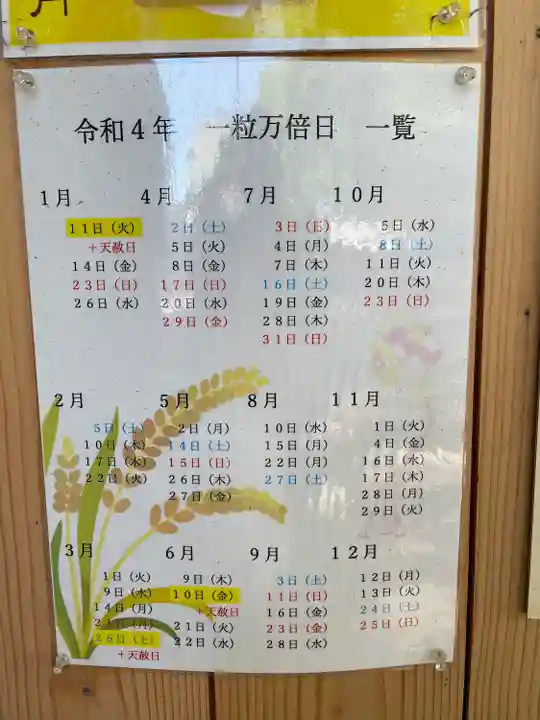 令和4年 一粒万倍日 一覧
1月
11日(火)
+天赦日
14日(金)
23日(日)
26日(水)
4月
2日(土)
5日(火)
8日(金)
17日(日)
20日(水)
29日(金)
7月
3日(日)
4日(月)
7日(木)
16日(土)
19日(金)
28日(木)
31日(日)
10月
5日(水)
8日(土)
11日(火)
20日(木)
23日(日)
2月
5日(土)
10日(木)
17日(木)
22日(火)
5月
2日(月)
14日(土)
15日(日)
26日(木)
27日(金)
8月
10日(水)
15日(月)
22日(月)
27日(土)
11月
1日(火)
4日(金)
16日(水)
17日(木)
28日(月)
29日(火)
3月
1日(火)
9日(水)
14日(月)
21日(月)
26日(土)
+天赦日
6月
9日(木)
10日(金)
+天赦日
21日(火)
22日(水)
9月
3日(土)
11日(日)
16日(金)
23日(金)
28日(水)
12月
12日(月)
13日(火)
24日(土)
25日(日)